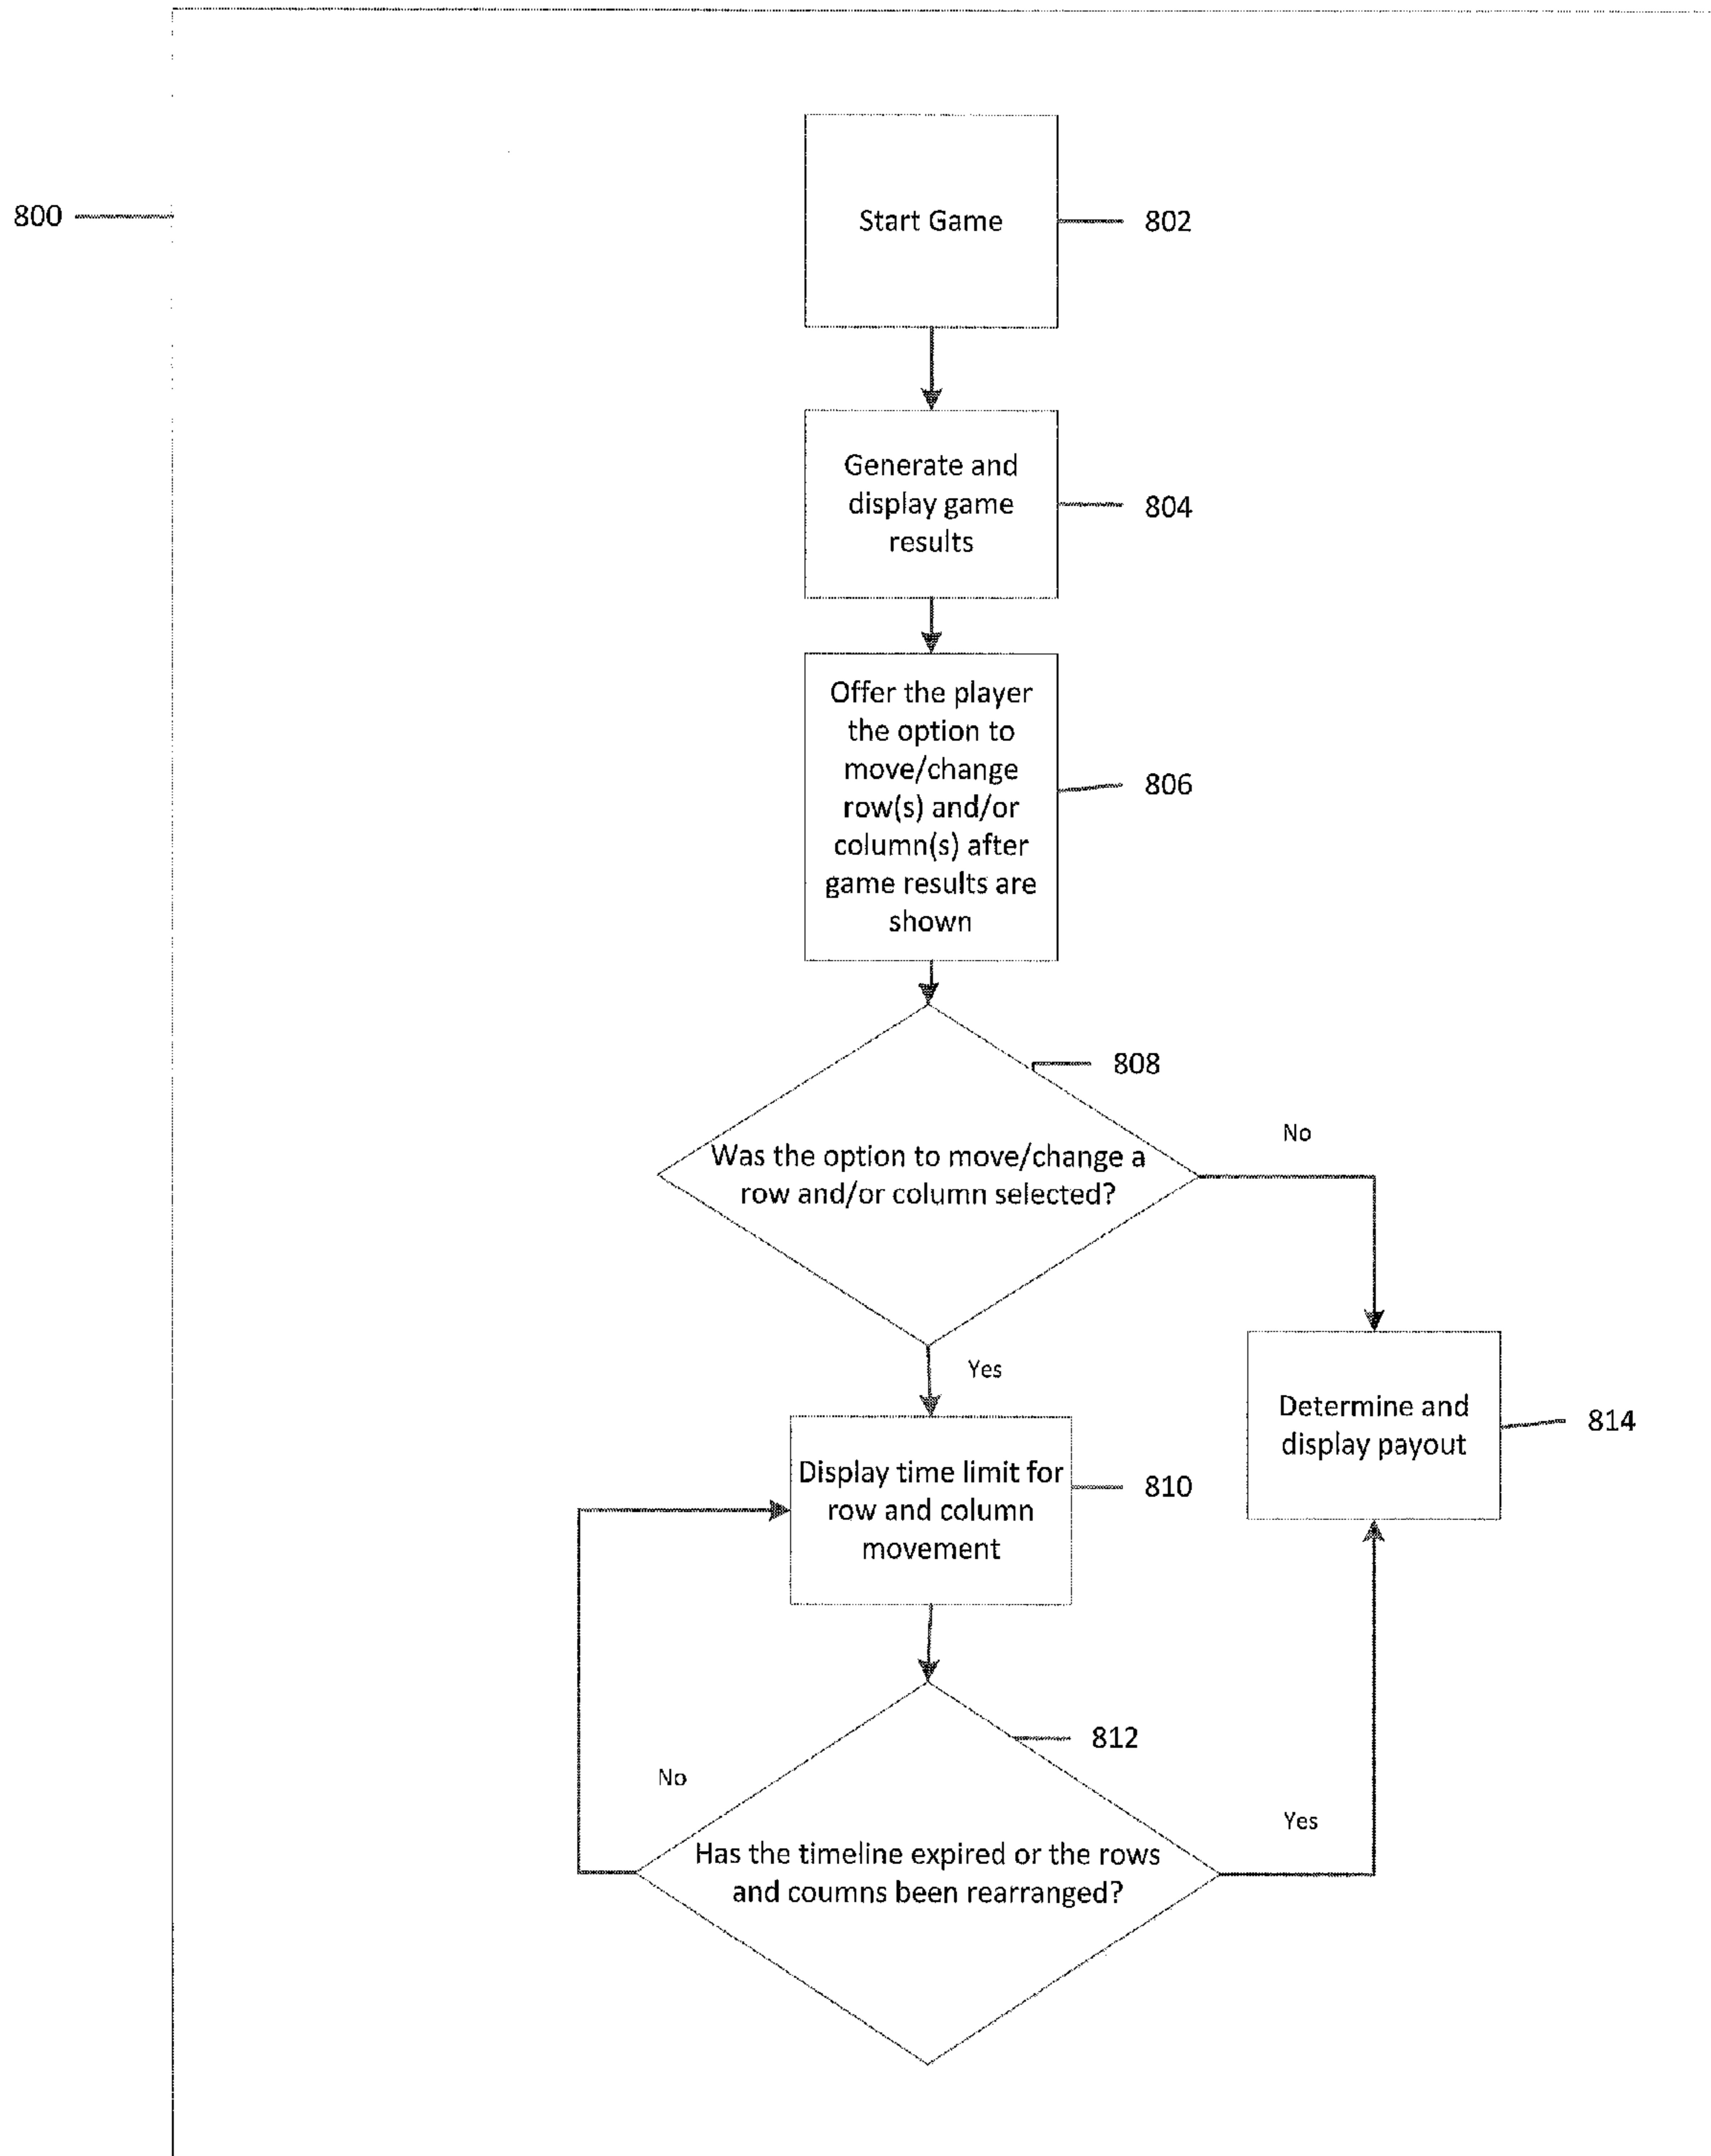 800
Start Game
802
Generate and
display game
results
804
Offer the player
the option to
move/change
row(s) and/or
column(s) after
game results are
shown
806
808
Was the option to move/change a
row and/or column selected?
No
Yes
Determine and
display payout
814
Display time limit for
row and column
movement
810
812
No
Has the timeline expired or the rows
and coumns been rearranged?
Yes